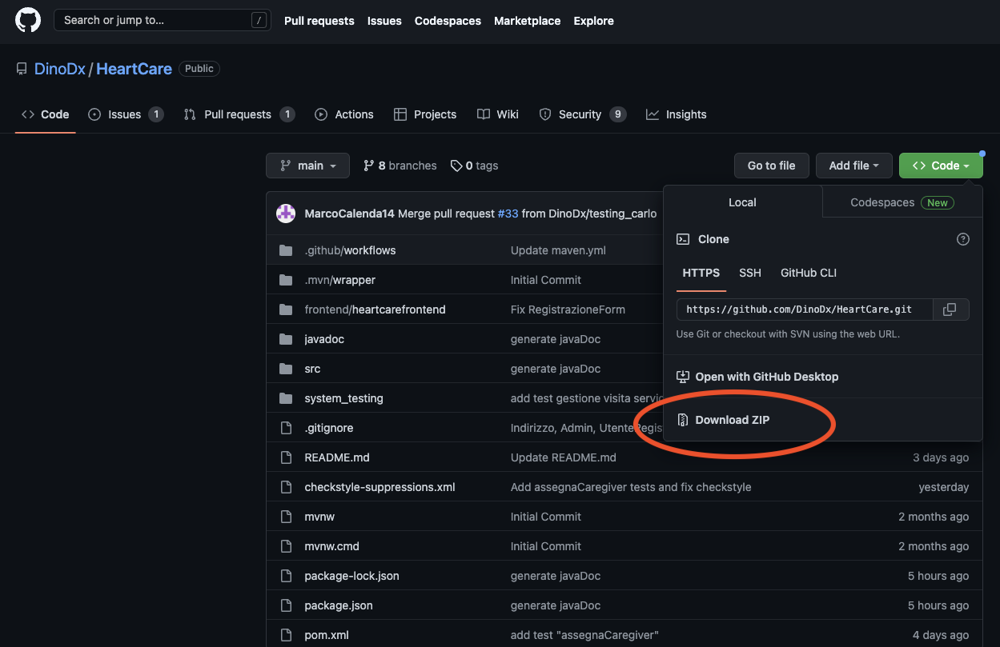 Search or jump to... / Pull requests Issues Codespaces Marketplace Explore
DinoDx / HeartCare Public
Code Issues 1 Pull requests 1 Actions Projects Wiki Security 9 Insights
main 8 branches 0 tags Go to file Add file Code
Local Codespaces New
MarcoCalenda14 Merge pull request #33 from DinoDx/testing_carlo
Clone
.github/workflows Update maven.yml
HTTPS SSH GitHub CLI
.mvn/wrapper Initial Commit
frontend/heartcarefrontend Fix RegistrazioneForm
https://github.com/DinoDx/HeartCare.git
Use Git or checkout with SVN using the web URL.
javadoc generate javaDoc
src generate javaDoc
Open with GitHub Desktop
system_testing add test gestione visita
Download ZIP
.gitignore Indirizzo, Admin,
README.md Update README.md 3 days ago
checkstyle-suppressions.xml Add assegnaCaregiver tests and fix checkstyle yesterday
mvnw Initial Commit 2 months ago
mvnw.cmd Initial Commit 2 months ago
package-lock.json generate javaDoc 5 hours ago
package.json generate javaDoc 5 hours ago
pom.xml add test "assegnaCaregiver" 4 days ago